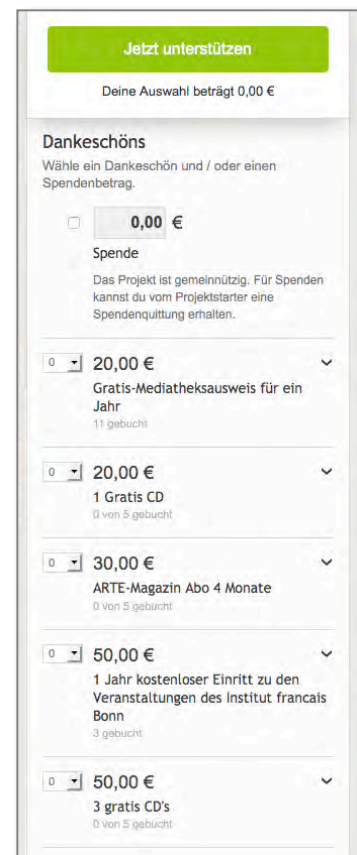 Jetzt unterstützen
Deine Auswahl beträgt 0,00 €
Dankeschöns
Wähle ein Dankeschön und / oder einen
Spendenbetrag.
0,00 €
Spende
Das Projekt ist gemeinnützig. Für Spenden
kannst du vom Projektstarter eine
Spendenquittung erhalten.
0 20,00 €
Gratis-Mediatheksausweis für ein
Jahr
11 gebucht
0 20,00 €
1 Gratis CD
0 von 5 gebucht
0 30,00 €
ARTE-Magazin Abo 4 Monate
0 von 5 gebucht
0 50,00 €
1 Jahr kostenloser Einritt zu den
Veranstaltungen des Institut francais
Bonn
3 gebucht
0 50,00 €
3 gratis CD's
0 von 5 gebucht